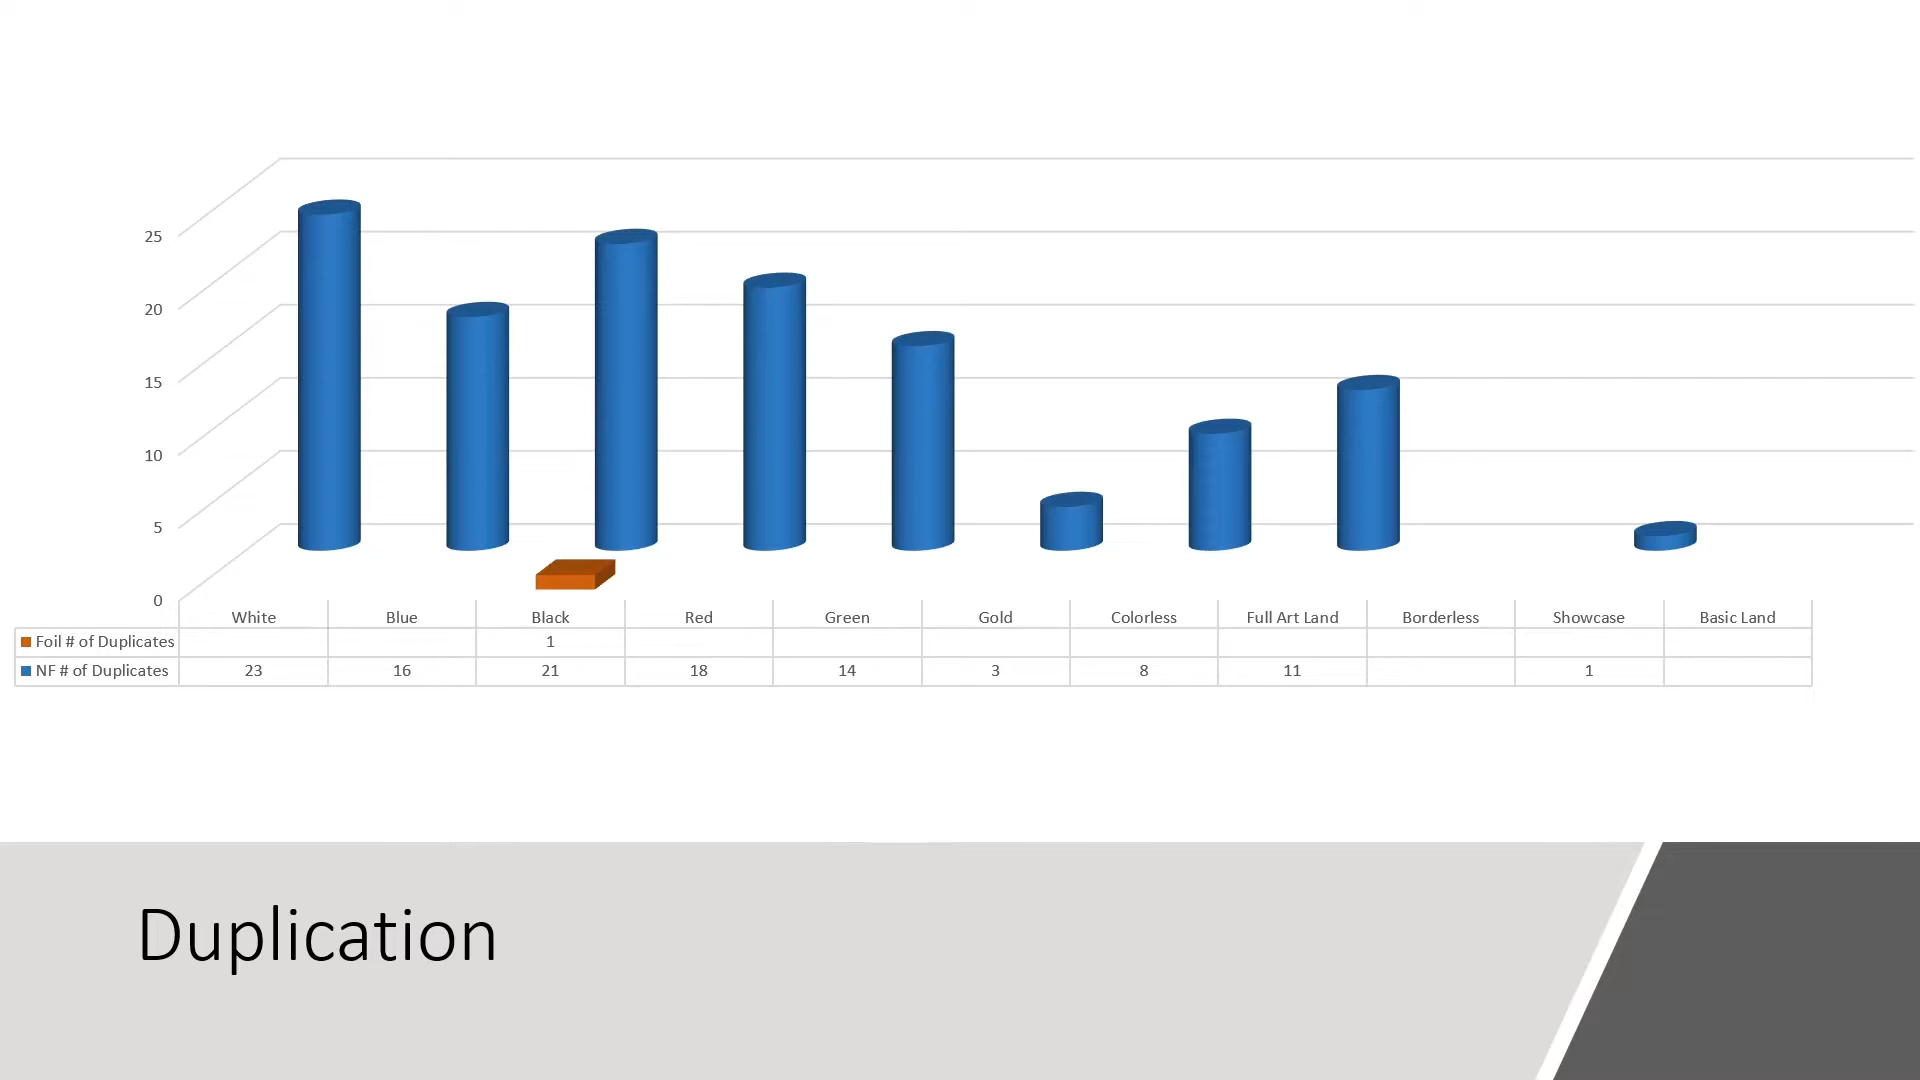 25
20
15
10
5
0
White Blue Black Red Green Gold Colorless Full Art Land Borderless Showcase Basic Land
Foil # of Duplicates 1
NF # of Duplicates 23 16 21 18 14 3 8 11 1
Duplication